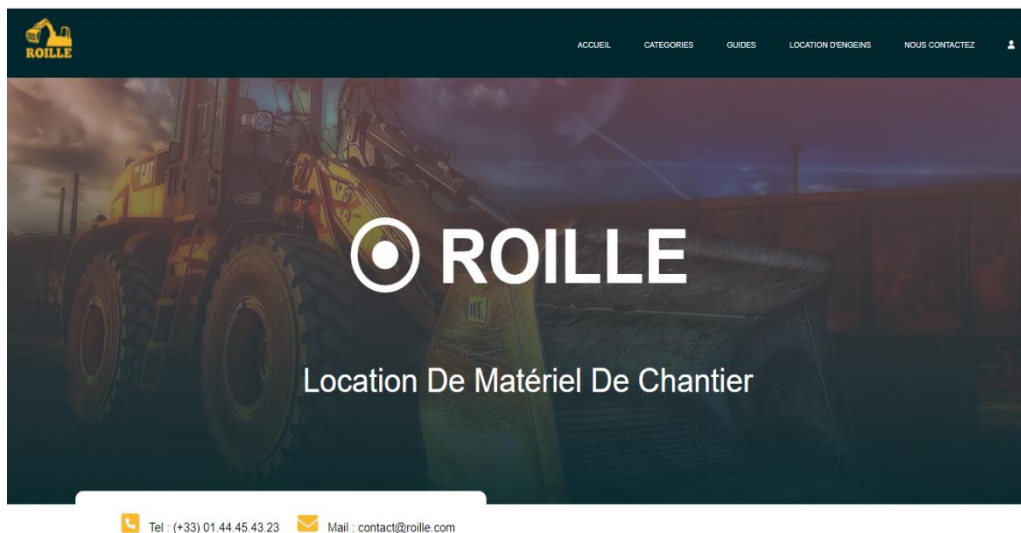 ROILLE
ACCUEIL CATEGORIES GUIDES LOCATION D'ENGEINS NOUS CONTACTEZ
CAT
ROILLE
Location De Matériel De Chantier
Tel : (+33) 01.44.45.43.23 Mail : contact@roille.com